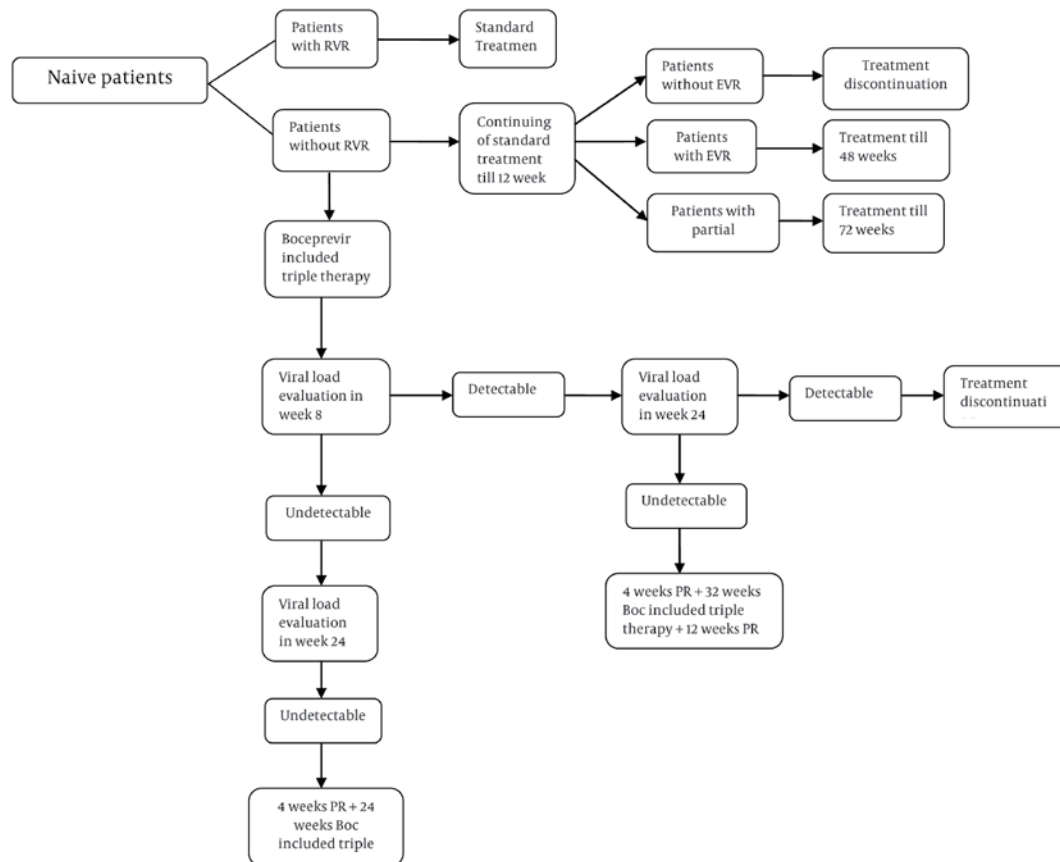 Naive patients
Patients
with RVR
Standard
Treatmen
Patients
without RVR
Continuing
of standard
treatment
till 12 week
Patients
without EVR
Treatment
discontinuation
Patients
with EVR
Treatment till
48 weeks
Patients with
partial
Treatment till
72 weeks
Boceprevir
included
triple therapy
Viral load
evaluation in
week 8
Detectable
Viral load
evaluation
in week 24
Detectable
Treatment
discontinuati
Undetectable
4 weeks PR + 32 weeks
Boc included triple
therapy + 12 weeks PR
Undetectable
Viral load
evaluation
in week 24
Undetectable
4 weeks PR + 24
weeks Boc
included triple